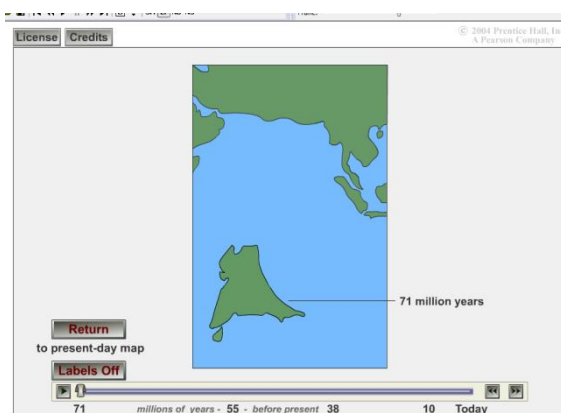 License Credits
© 2004 Prentice Hall, In
A Pearson Company
71 million years
Return
to present-day map
Labels Off
71 millions of years - 55 - before present 38 10 Today